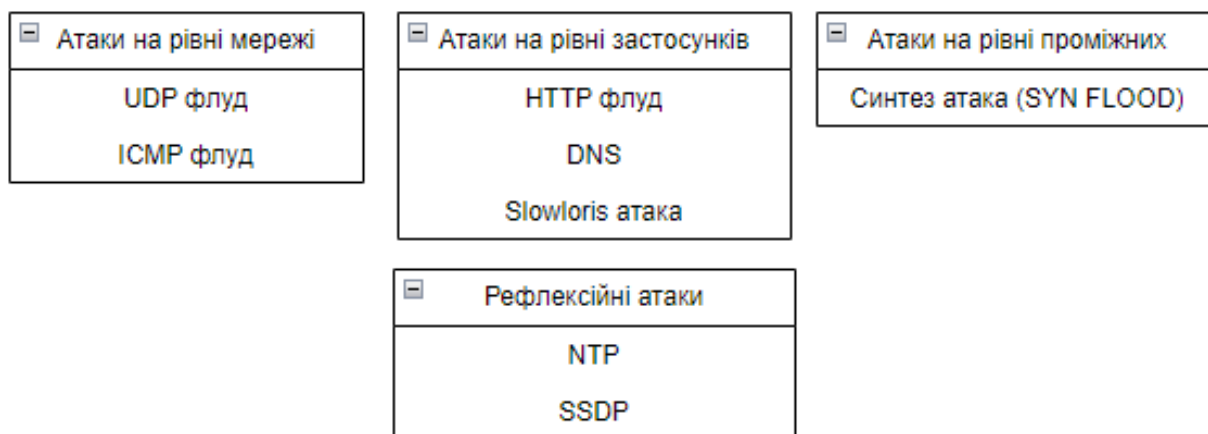 Атаки на рівні мережі
UDP флуд
ICMP флуд
Атаки на рівні застосунків
HTTP флуд
DNS
Slowloris атака
Атаки на рівні проміжних
Синтез атака (SYN FLOOD)
Рефлексійні атаки
NTP
SSDP